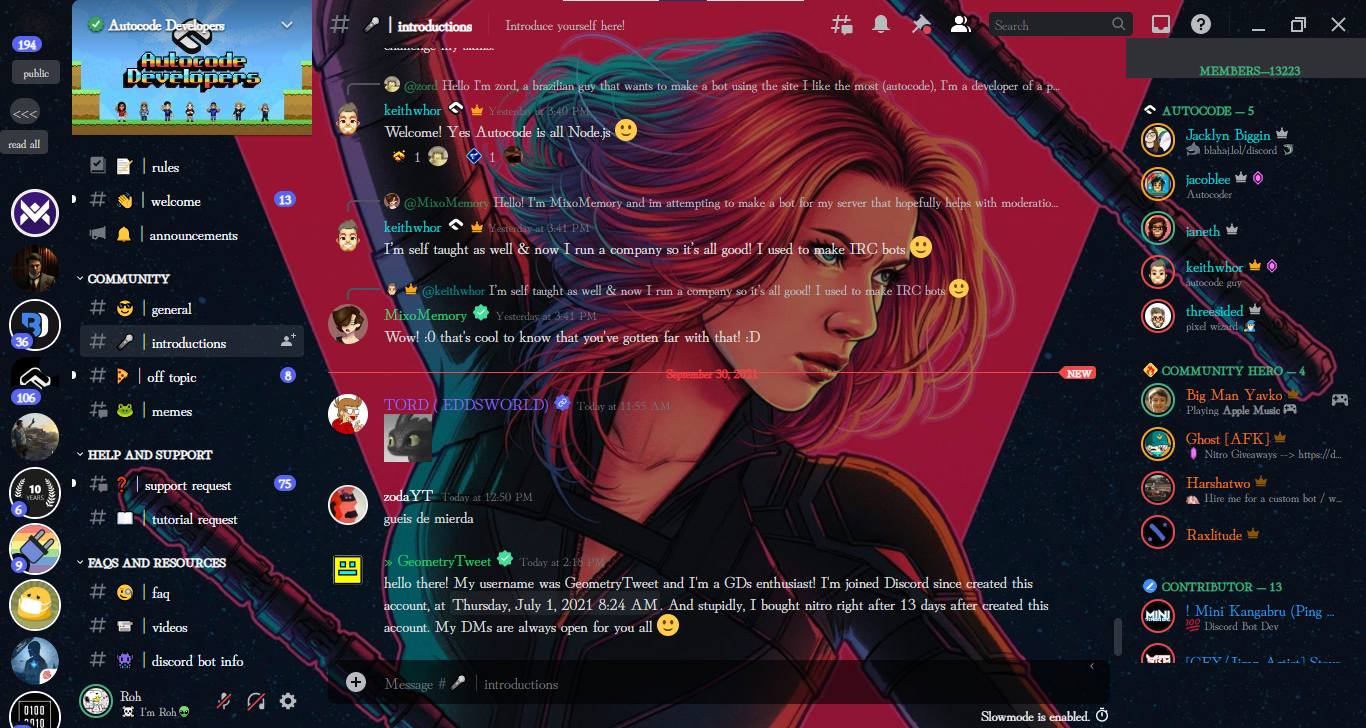 194
public
<<<
read all
36
106
10
YEARS
6
9
0100
0010
Autocode Developers
Autocode
Developers
rules
welcome
13
announcements
COMMUNITY
general
introductions
off topic
8
memes
HELP AND SUPPORT
support request
75
tutorial request
FAQS AND RESOURCES
faq
videos
discord bot info
Roh
I'm Roh
# | introductions
Introduce yourself here!
Search
challenge my skills.
@zord Hello I'm zord, a brazilian guy that wants to make a bot using the site I like the most (autocode), I'm a developer of a p...
keithwhor Yesterday at 3:40 PM
Welcome! Yes Autocode is all Node.js
1 1
@MixoMemory Hello! I'm MixoMemory and im attempting to make a bot for my server that hopefully helps with moderatio...
keithwhor Yesterday at 3:41 PM
I'm self taught as well & now I run a company so it's all good! I used to make IRC bots
@keithwhor I'm self taught as well & now I run a company so it's all good! I used to make IRC bots
MixoMemory Yesterday at 3:41 PM
Wow! :0 that's cool to know that you've gotten far with that! :D
September 30, 2021
NEW
TORD ( EDDSWORLD) Today at 11:55 AM
zodaYT Today at 12:50 PM
gueis de mierda
» GeometryTweet Today at 2:18 PM
hello there! My username was GeometryTweet and I'm a GDs enthusiast! I'm joined Discord since created this
account, at Thursday, July 1, 2021 8:24 AM. And stupidly, I bought nitro right after 13 days after created this
account. My DMs are always open for you all
Message # | introductions
Slowmode is enabled.
MEMBERS—13223
AUTOCODE — 5
Jacklyn Biggin
blahaj.lol/discord
jacoblee
Autocoder
janeth
keithwhor
autocode guy
threesided
pixel wizard
COMMUNITY HERO — 4
Big Man Yavko
Playing Apple Music
Ghost [AFK]
Nitro Giveaways --> https://d...
Harshatwo
Hire me for a custom bot / w...
Raxlitude
CONTRIBUTOR — 13
MINI
! Mini Kangabru (Ping ...
100 Discord Bot Dev